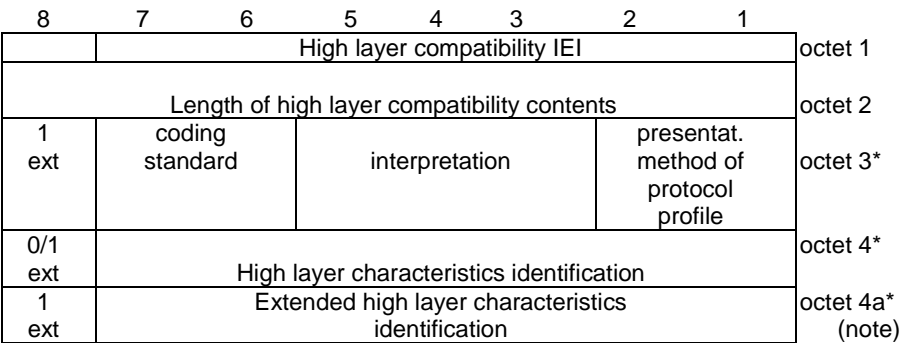 8 7 6 5 4 3 2 1
High layer compatibility IEI octet 1
Length of high layer compatibility contents octet 2
1 coding presentat.
ext standard interpretation method of octet 3*
protocol
profile
0/1 octet 4*
ext High layer characteristics identification
1 Extended high layer characteristics octet 4a*
ext identification (note)